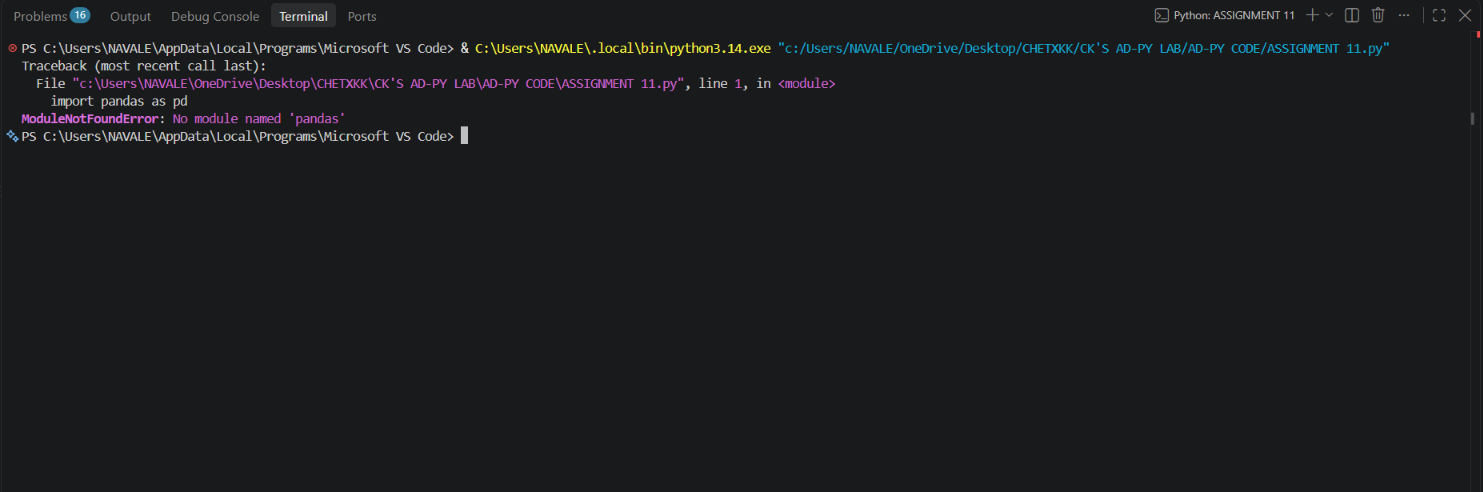 Problems 16 Output Debug Console Terminal Ports Python: ASSIGNMENT 11
PS C:\Users\NAVALE\AppData\Local\Programs\Microsoft VS Code> & C:\Users\NAVALE\.local\bin\python3.14.exe "c:/Users/NAVALE/OneDrive/Desktop/CHETXKK/CK'S AD-PY LAB/AD-PY CODE/ASSIGNMENT 11.py"
Traceback (most recent call last):
  File "c:\Users\NAVALE\OneDrive\Desktop\CHETXKK\CK'S AD-PY LAB\AD-PY CODE\ASSIGNMENT 11.py", line 1, in <module>
    import pandas as pd
ModuleNotFoundError: No module named 'pandas'
PS C:\Users\NAVALE\AppData\Local\Programs\Microsoft VS Code>